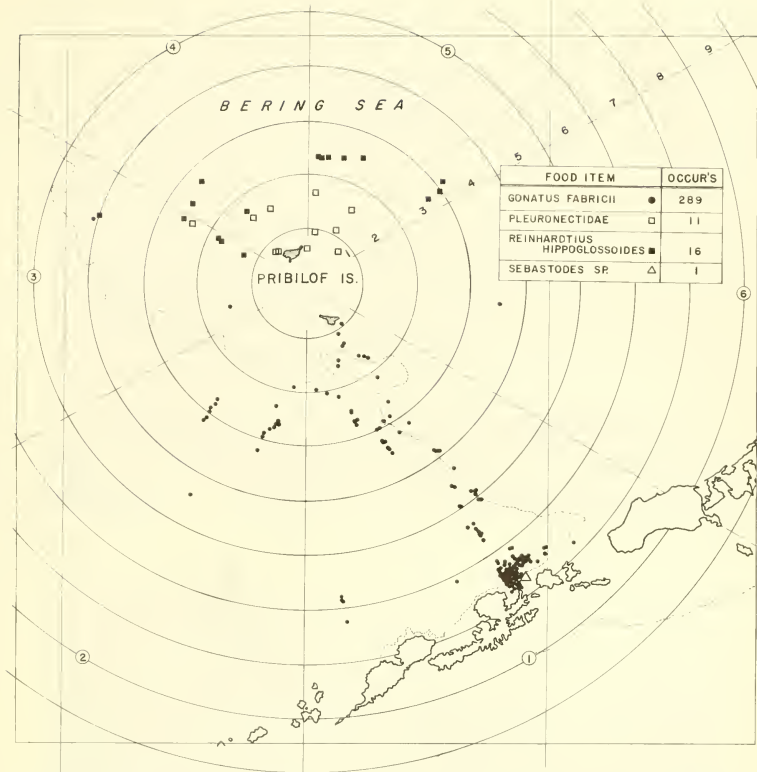 4
5
9
8
7
6
5
4
3
2
BERING SEA
FOOD ITEM OCCUR'S
GONATUS FABRICII ● 289
PLEURONECTIDAE □ 11
REINHARDTIUS
HIPPOGLOSSOIDES ■ 16
SEBASTODES SP. △ 1
PRIBILOF IS.
3
6
2
1